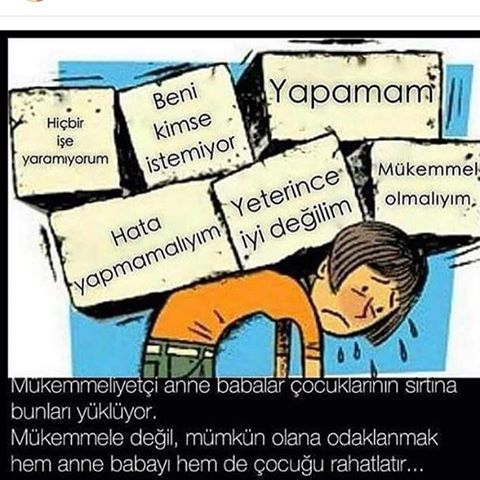 Hiçbir
işe
yaramıyorum
Beni
kimse
istemiyor
Yapamam
Hata
yapmamalıyım
Yeterince
iyi değilim
Mükemmel
olmalıyım
Mükemmeliyetçi anne babalar çocuklarının sırtına
bunları yüklüyor.
Mükemmele değil, mümkün olana odaklanmak
hem anne babayı hem de çocuğu rahatlatır...